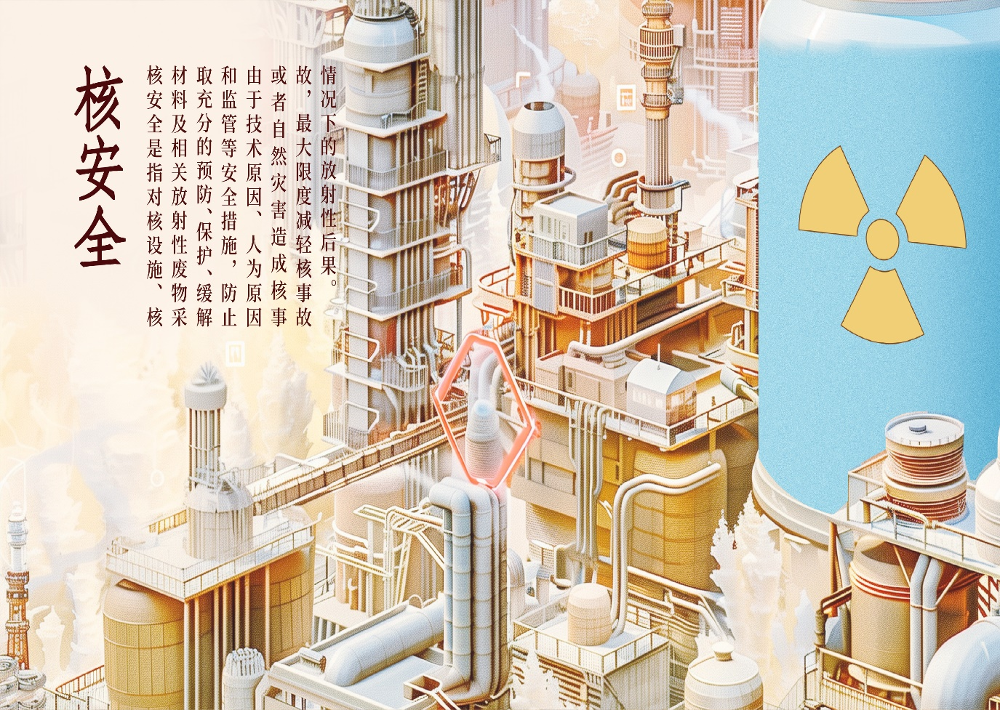 核安全
核安全是指对核设施、核
材料及相关放射性废物采
取充分的预防、保护、缓解
和监管等安全措施，防止
由于技术原因、人为原因
或者自然灾害造成核事
故，最大限度减轻核事故
情况下的放射性后果。